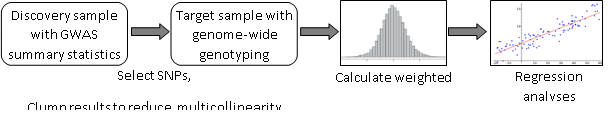 Discovery sample
with GWAS
summary statistics
Target sample with
genome-wide
genotyping
Select SNPs,
Clump results to reduce multicollinearity
Calculate weighted
Regression
analyses